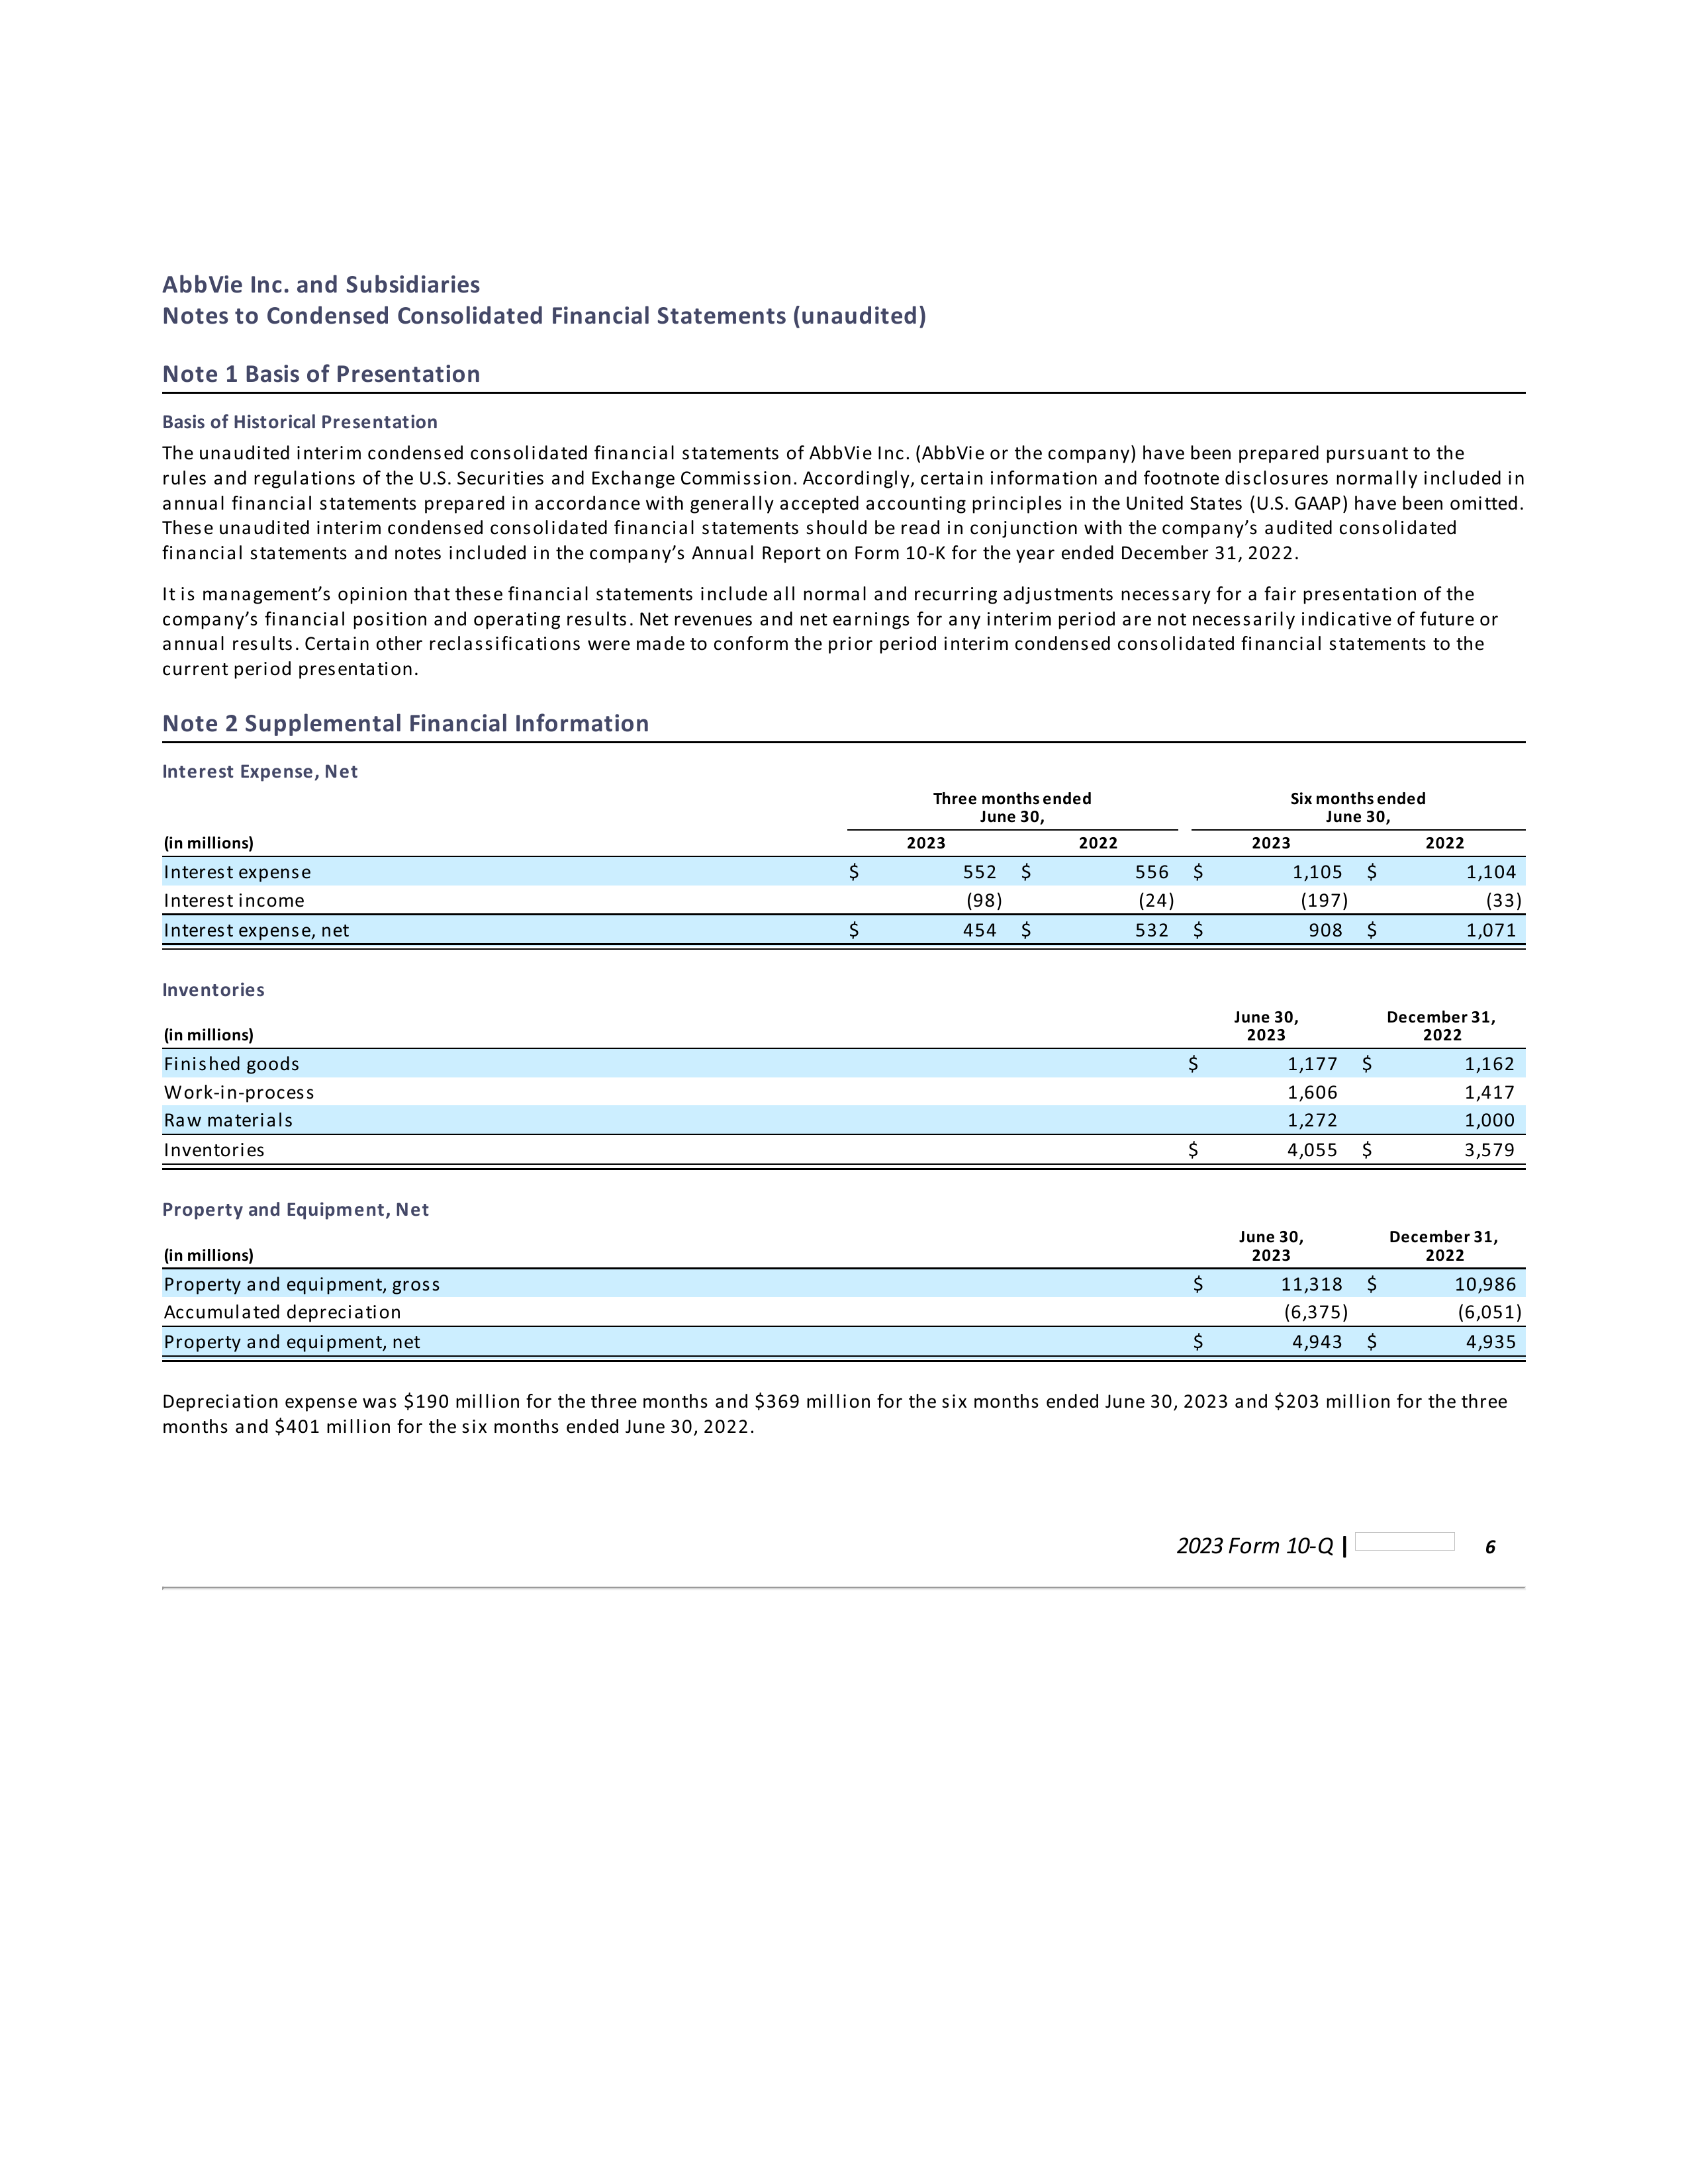 AbbVie Inc. and Subsidiaries
Notes to Condensed Consolidated Financial Statements (unaudited)
Note 1 Basis of Presentation
Basis of Historical Presentation
The unaudited interim condensed consolidated financial statements of AbbVie Inc. (AbbVie or the company) have been prepared pursuant to the
rules and regulations of the U.S. Securities and Exchange Commission. Accordingly, certain information and footnote disclosures normally included in
annual financial statements prepared in accordance with generally accepted accounting principles in the United States (U.S. GAAP) have been omitted.
These unaudited interim condensed consolidated financial statements should be read in conjunction with the company’s audited consolidated
financial statements and notes included in the company’s Annual Report on Form 10-K for the year ended December 31, 2022.
It is management’s opinion that these financial statements include all normal and recurring adjustments necessary for a fair presentation of the
company’s financial position and operating results. Net revenues and net earnings for any interim period are not necessarily indicative of future or
annual results. Certain other reclassifications were made to conform the prior period interim condensed consolidated financial statements to the
current period presentation.
Note 2 Supplemental Financial Information
Interest Expense, Net
Three months ended Six months ended
June 30, June 30,
(in millions) 2023 2022 2023 2022
Interest expense $ 552 $ 556 $ 1,105 $ 1,104
Interest income (98) (24) (197) (33)
Interest expense, net $ 454 $ 532 $ 908 $ 1,071
Inventories
June 30, December 31,
(in millions) 2023 2022
Finished goods $ 1,177 $ 1,162
Work-in-process 1,606 1,417
Raw materials 1,272 1,000
Inventories $ 4,055 $ 3,579
Property and Equipment, Net
June 30, December 31,
(in millions) 2023 2022
Property and equipment, gross $ 11,318 $ 10,986
Accumulated depreciation (6,375) (6,051)
Property and equipment, net $ 4,943 $ 4,935
Depreciation expense was $190 million for the three months and $369 million for the six months ended June 30, 2023 and $203 million for the three
months and $401 million for the six months ended June 30, 2022.
2023 Form 10-Q | 6